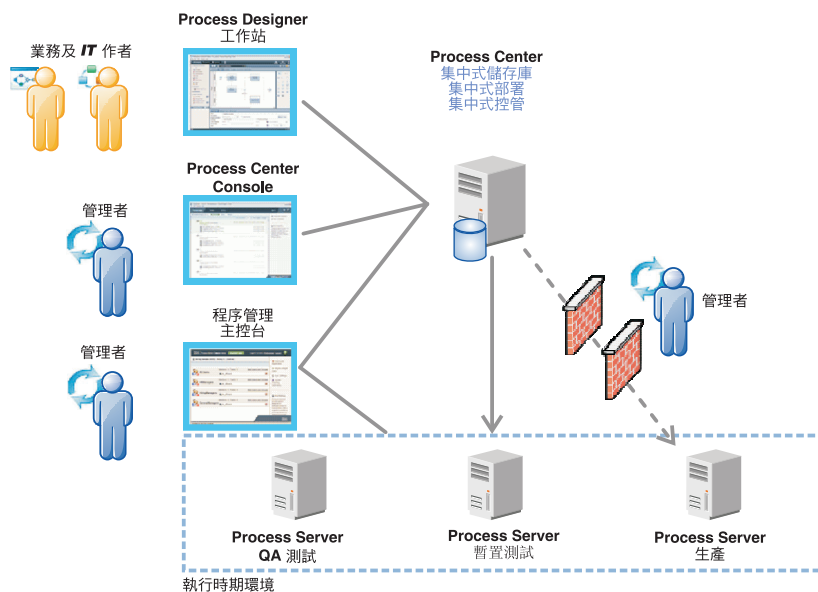 業務及 IT 作者
Process Designer
工作站
Process Center
集中式儲存庫
集中式部署
集中式控管
Process Center
Console
管理者
管理者
程序管理
主控台
管理者
Process Server
QA 測試
Process Server
暫置測試
Process Server
生產
執行時期環境